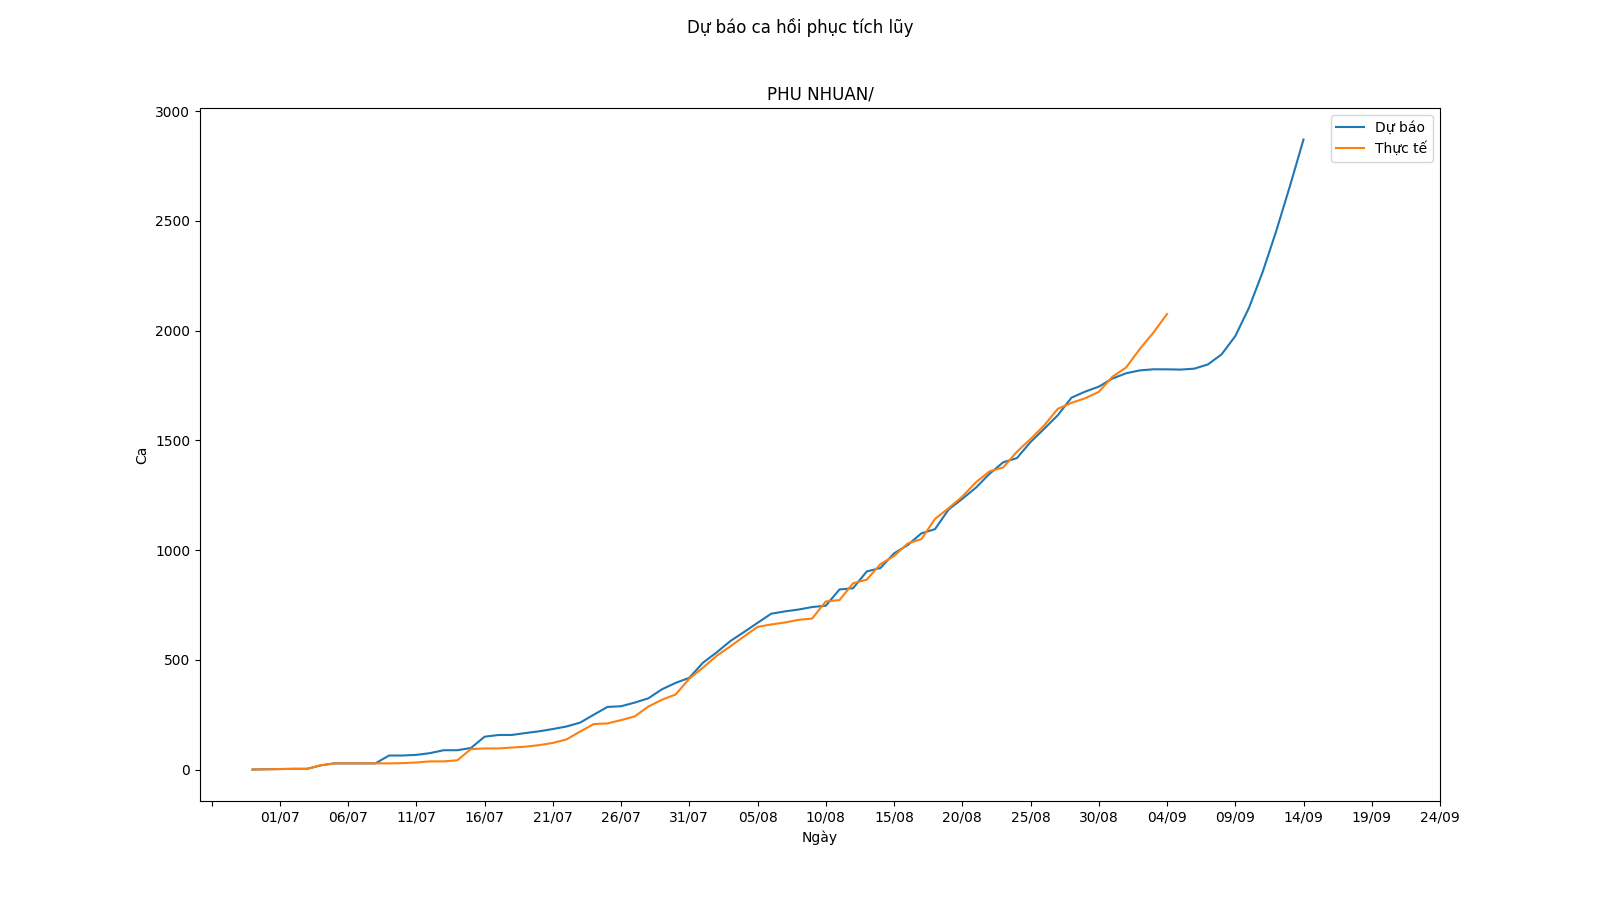 Dự báo ca hồi phục tích lũy
PHU NHUAN/
3000
2500
2000
1500
1000
500
0
Ca
Dự báo
Thực tế
01/07 06/07 11/07 16/07 21/07 26/07 31/07 05/08 10/08 15/08 20/08 25/08 30/08 04/09 09/09 14/09 19/09 24/09
Ngày